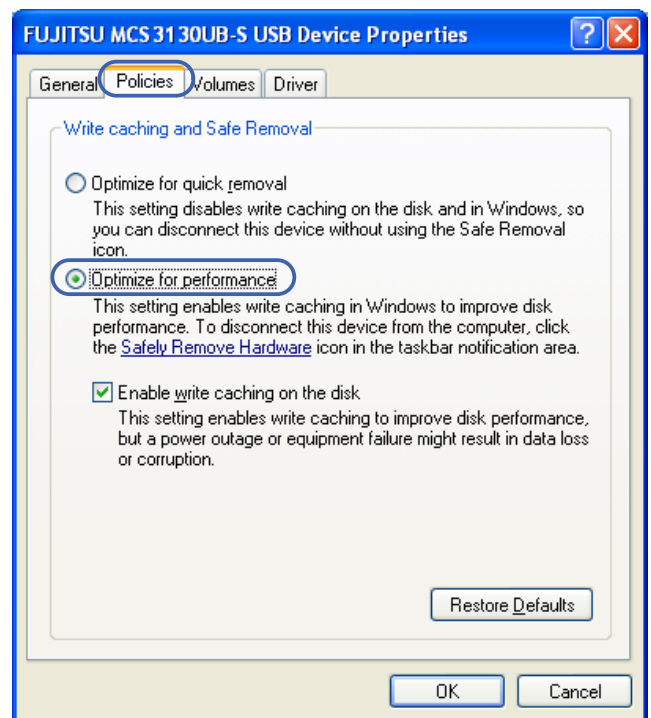 FUJITSU MCS3130UB-S USB Device Properties
General Policies Volumes Driver
Write caching and Safe Removal
Optimize for quick removal
This setting disables write caching on the disk and in Windows, so
you can disconnect this device without using the Safe Removal
icon.
Optimize for performance
This setting enables write caching in Windows to improve disk
performance. To disconnect this device from the computer, click
the Safely Remove Hardware icon in the taskbar notification area.
Enable write caching on the disk
This setting enables write caching to improve disk performance,
but a power outage or equipment failure might result in data loss
or corruption.
Restore Defaults
OK Cancel